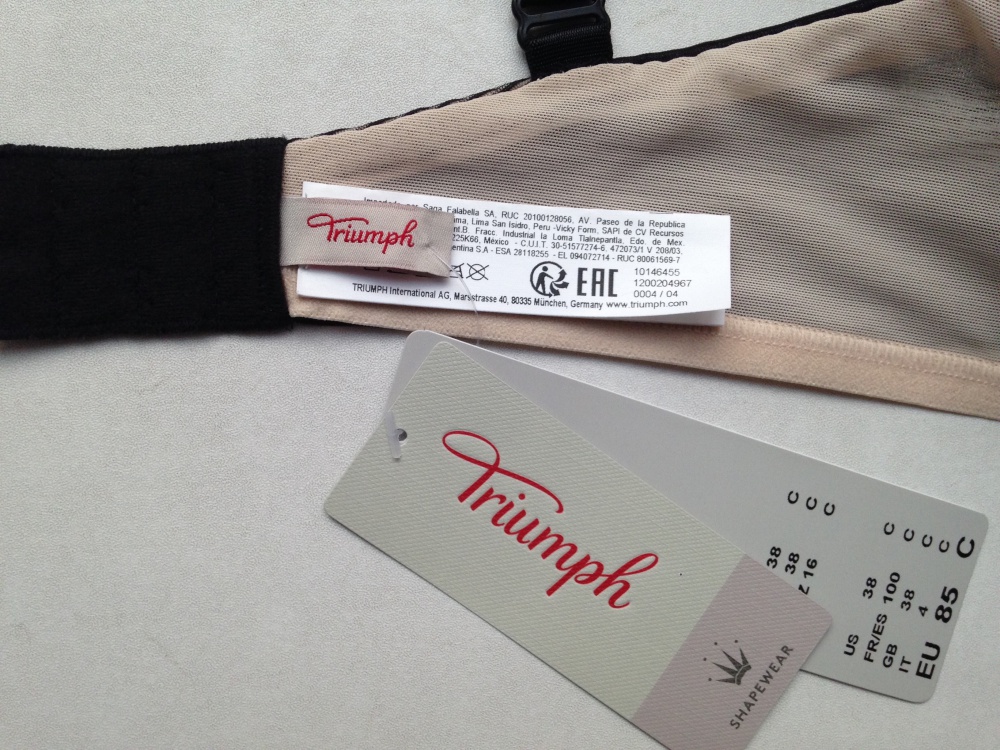 Triumph
Saga Falabella SA, RUC 20100128056, AV. Paseo de la Republica
Lima San Isidro, Peru -Vicky Form, SAPI de CV Recursos
Fracc. Industrial la Loma Tlalnepantla, Edo. de Mex.
México - C.U.I.T. 30-51577274-6. 472073/1 V 208/03.
S.A - ESA 28118255 - EL 094072714 - RUC 80061569-7
EAC
10146455
1200204967
0004 / 04
TRIUMPH International AG, Marsstrasse 40, 80335 München, Germany www.triumph.com
Triumph
SHAPEWEAR
38 C
38 C
16 C
US 38 C
FR/ES 100 C
GB 38 C
IT 4 C
EU 85 C